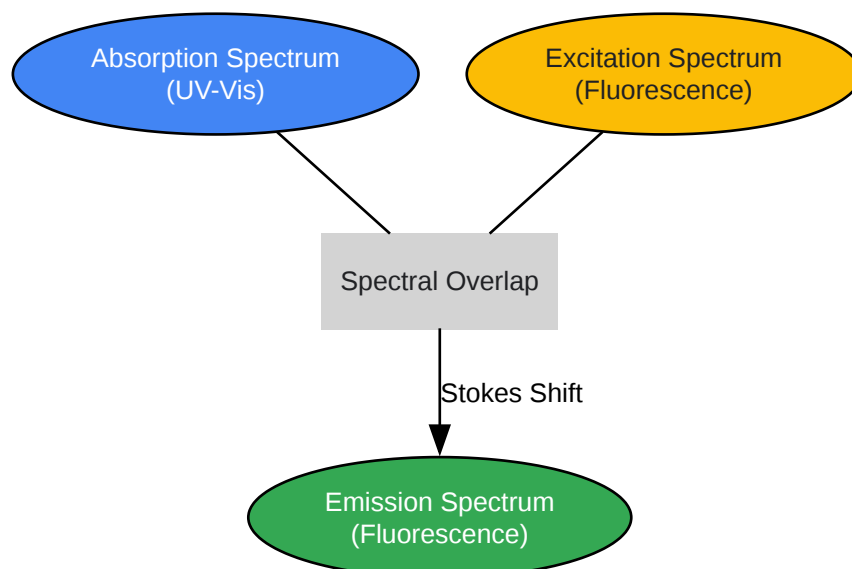 Absorption Spectrum
(UV-Vis)
Excitation Spectrum
(Fluorescence)
Spectral Overlap
Stokes Shift
Emission Spectrum
(Fluorescence)